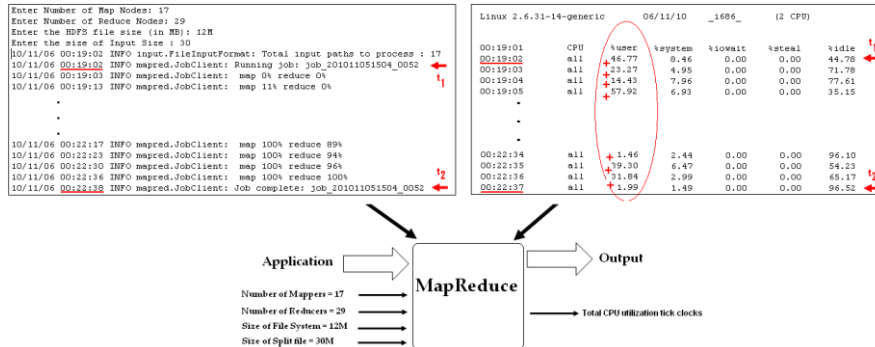 Enter Number of Map Nodes: 17
Enter Number of Reduce Nodes: 29
Enter the HDFS file size (in MB): 12M
Enter the size of Input Size : 30
10/11/06 00:19:02 INFO input.FileInputFormat: Total input paths to process : 17
10/11/06 00:19:02 INFO mapred.JobClient: Running job: job_201011051504_0052
t1
10/11/06 00:19:03 INFO mapred.JobClient: map 0% reduce 0%
10/11/06 00:19:13 INFO mapred.JobClient: map 11% reduce 0%
.
.
.
10/11/06 00:22:17 INFO mapred.JobClient: map 100% reduce 89%
10/11/06 00:22:23 INFO mapred.JobClient: map 100% reduce 94%
10/11/06 00:22:30 INFO mapred.JobClient: map 100% reduce 96%
10/11/06 00:22:36 INFO mapred.JobClient: map 100% reduce 100%
t2
10/11/06 00:22:38 INFO mapred.JobClient: Job complete: job_201011051504_0052
Linux 2.6.31-14-generic 06/11/10 _i686_ (2 CPU)
00:19:01 CPU %user %system %iowait %steal %idle
t1
00:19:02 all + 46.77 8.46 0.00 0.00 44.78
00:19:03 all + 23.27 4.95 0.00 0.00 71.78
00:19:04 all + 14.43 7.96 0.00 0.00 77.61
00:19:05 all + 57.92 6.93 0.00 0.00 35.15
.
.
.
00:22:34 all + 1.46 2.44 0.00 0.00 96.10
00:22:35 all + 39.30 6.47 0.00 0.00 54.23
00:22:36 all + 31.84 2.99 0.00 0.00 65.17
t2
00:22:37 all + 1.99 1.49 0.00 0.00 96.52
Application
MapReduce
Output
Number of Mappers = 17
Number of Reducers = 29
Size of File System = 12M
Size of Split file = 30M
Total CPU utilization tick clocks